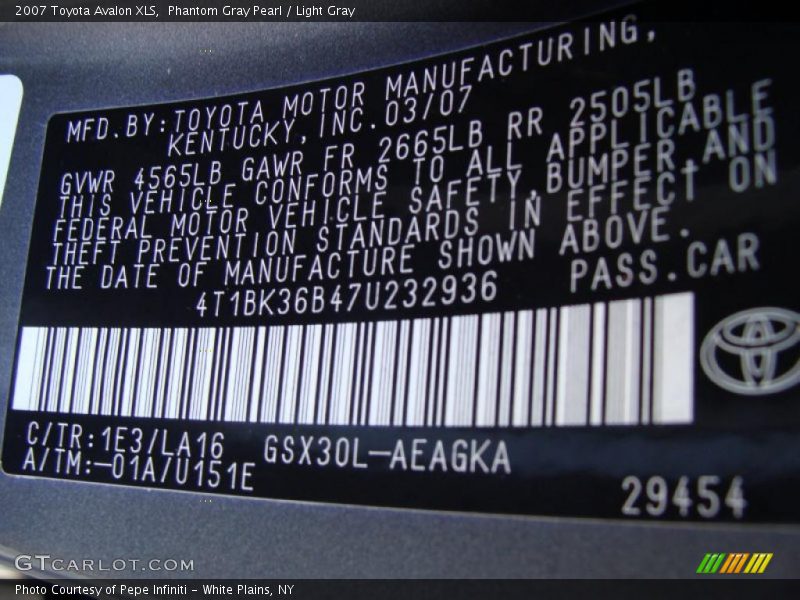 2007 Toyota Avalon XLS,  Phantom Gray Pearl / Light Gray
MFD.BY:TOYOTA MOTOR MANUFACTURING,
KENTUCKY,INC.03/07
GVWR 4565LB GAWR FR 2665LB RR 2505LB
THIS VEHICLE CONFORMS TO ALL APPLICABLE
FEDERAL MOTOR VEHICLE SAFETY,BUMPER,AND
THEFT PREVENTION STANDARDS IN EFFECT ON
THE DATE OF MANUFACTURE SHOWN ABOVE.
4T1BK36B47U232936 PASS.CAR
C/TR:1E3/LA16 GSX30L-AEAGKA
A/TM:-01A/U151E
29454
GTCARLOT.COM
Photo Courtesy of Pepe Infiniti - White Plains, NY